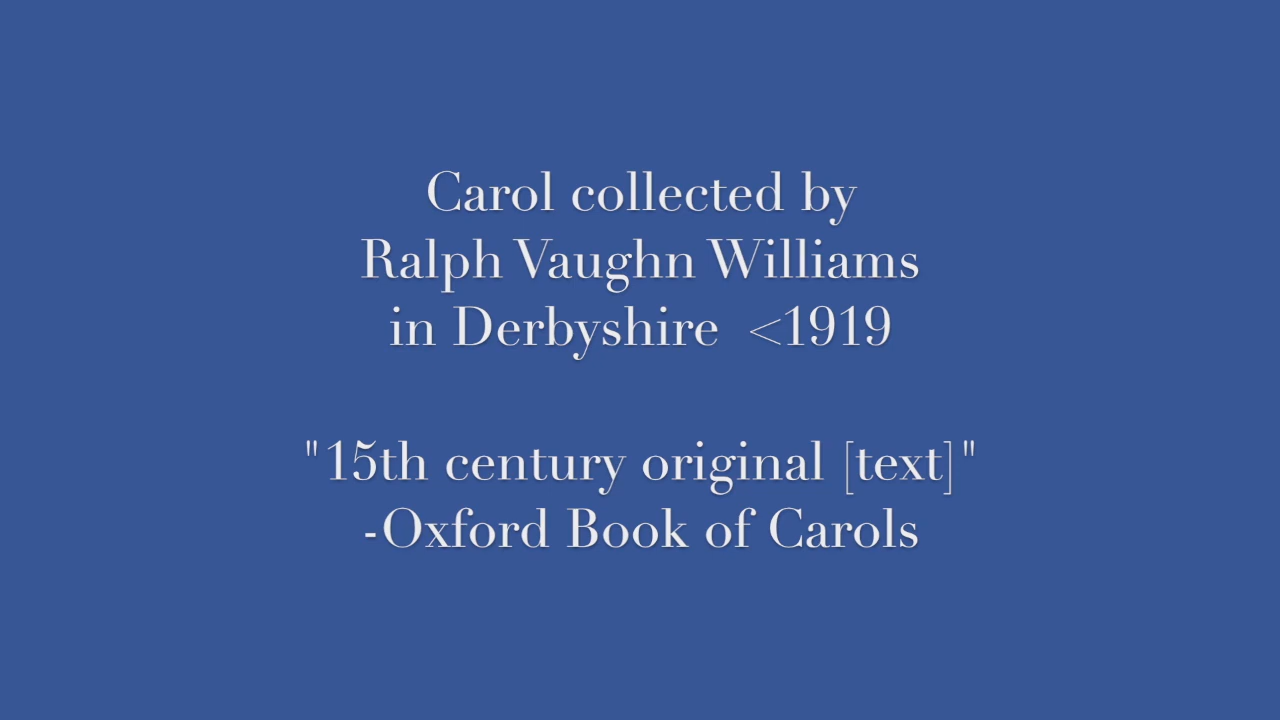 Carol collected by
Ralph Vaughn Williams
in Derbyshire <1919
"15th century original [text]"
-Oxford Book of Carols